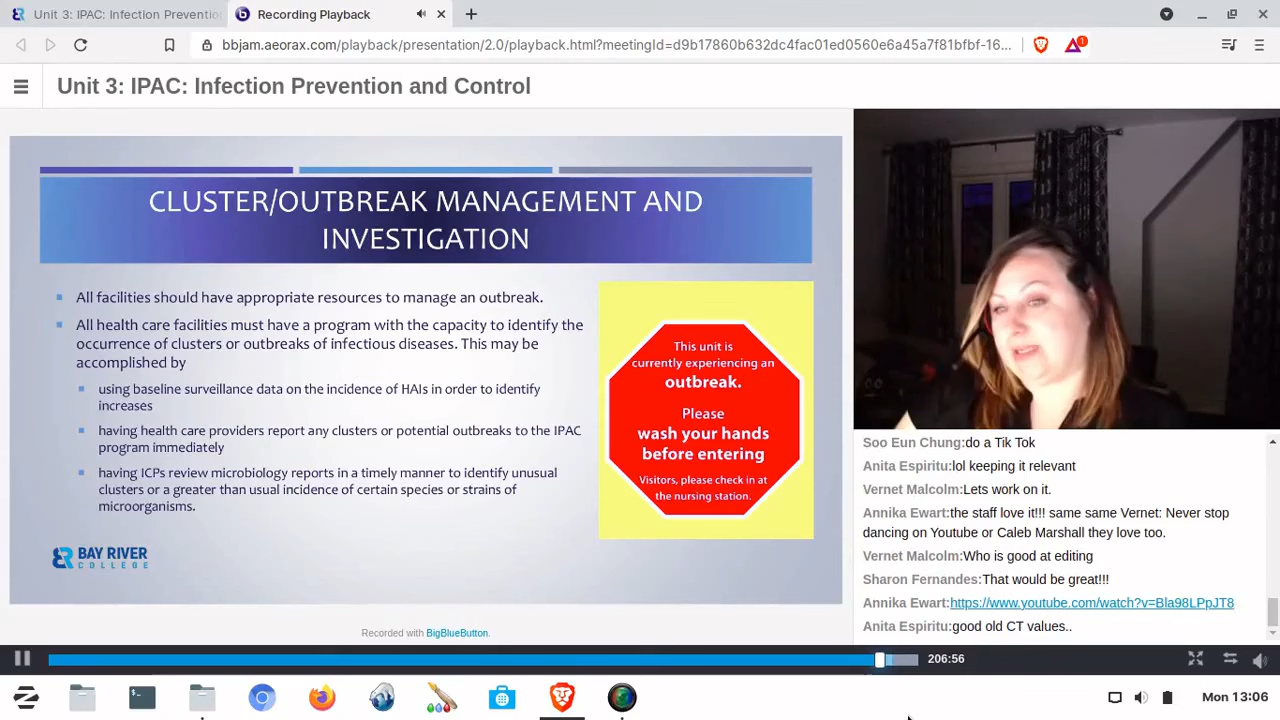 Unit 3: IPAC: Infection Preventio
Recording Playback
bbjam.aeorax.com/playback/presentation/2.0/playback.html?meetingId=d9b17860b632dc4fac01ed0560e6a45a7f81bfbf-16...
1
Unit 3: IPAC: Infection Prevention and Control
CLUSTER/OUTBREAK MANAGEMENT AND
INVESTIGATION
All facilities should have appropriate resources to manage an outbreak.
All health care facilities must have a program with the capacity to identify the
occurrence of clusters or outbreaks of infectious diseases. This may be
accomplished by
using baseline surveillance data on the incidence of HAIs in order to identify
increases
having health care providers report any clusters or potential outbreaks to the IPAC
program immediately
having ICPs review microbiology reports in a timely manner to identify unusual
clusters or a greater than usual incidence of certain species or strains of
microorganisms.
This unit is
currently experiencing an
outbreak.
Please
wash your hands
before entering
Visitors, please check in at
the nursing station.
BAY RIVER
COLLEGE
Recorded with BigBlueButton.
Soo Eun Chung:do a Tik Tok
Anita Espiritu:lol keeping it relevant
Vernet Malcolm:Lets work on it.
Annika Ewart:the staff love it!!! same same Vernet: Never stop
dancing on Youtube or Caleb Marshall they love too.
Vernet Malcolm:Who is good at editing
Sharon Fernandes:That would be great!!!
Annika Ewart:https://www.youtube.com/watch?v=Bla98LPpJT8
Anita Espiritu:good old CT values..
206:56
Mon 13:06